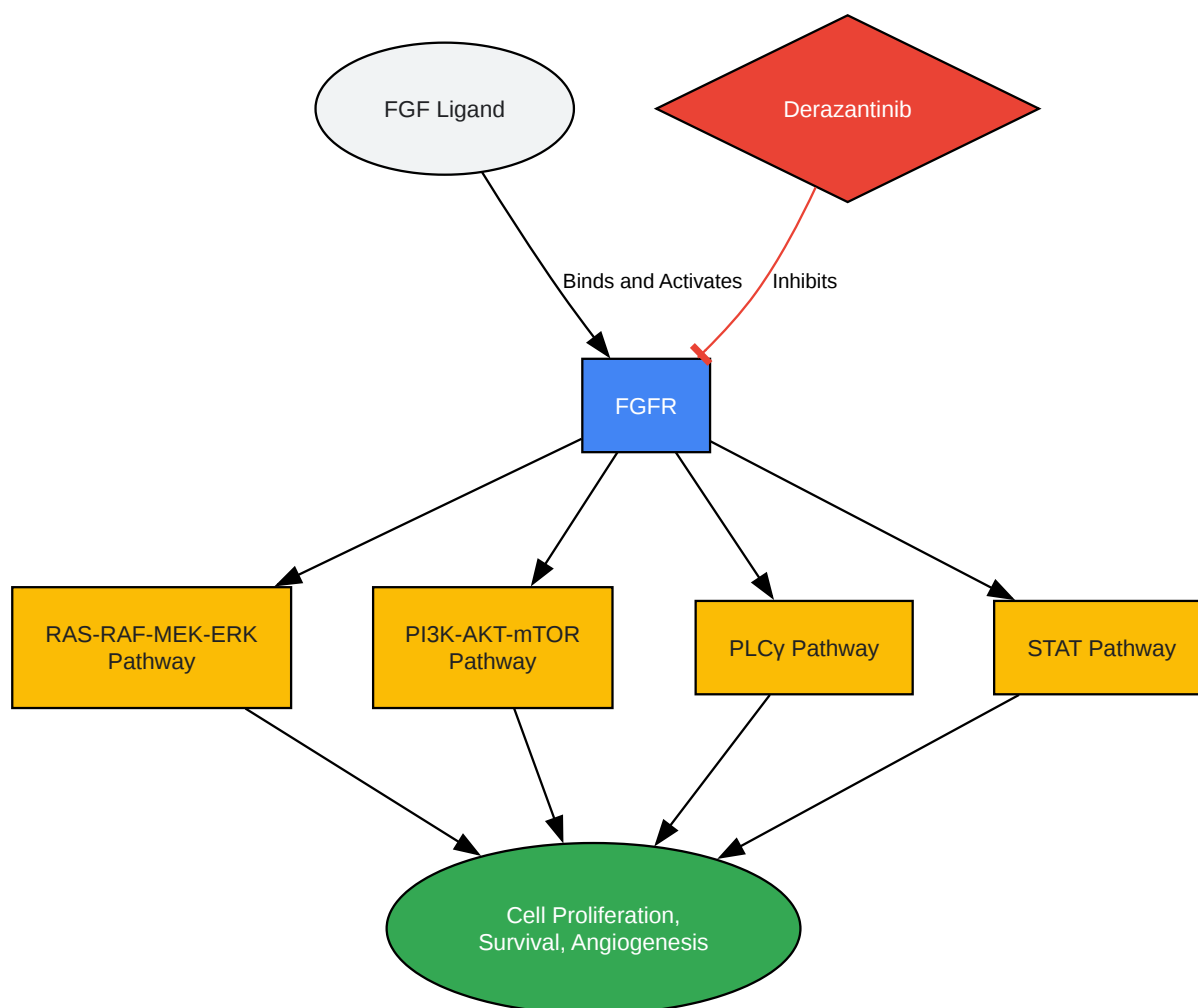 FGF Ligand
Derazantinib
Binds and Activates
Inhibits
FGFR
RAS-RAF-MEK-ERK
Pathway
PI3K-AKT-mTOR
Pathway
PLCγ Pathway
STAT Pathway
Cell Proliferation,
Survival, Angiogenesis